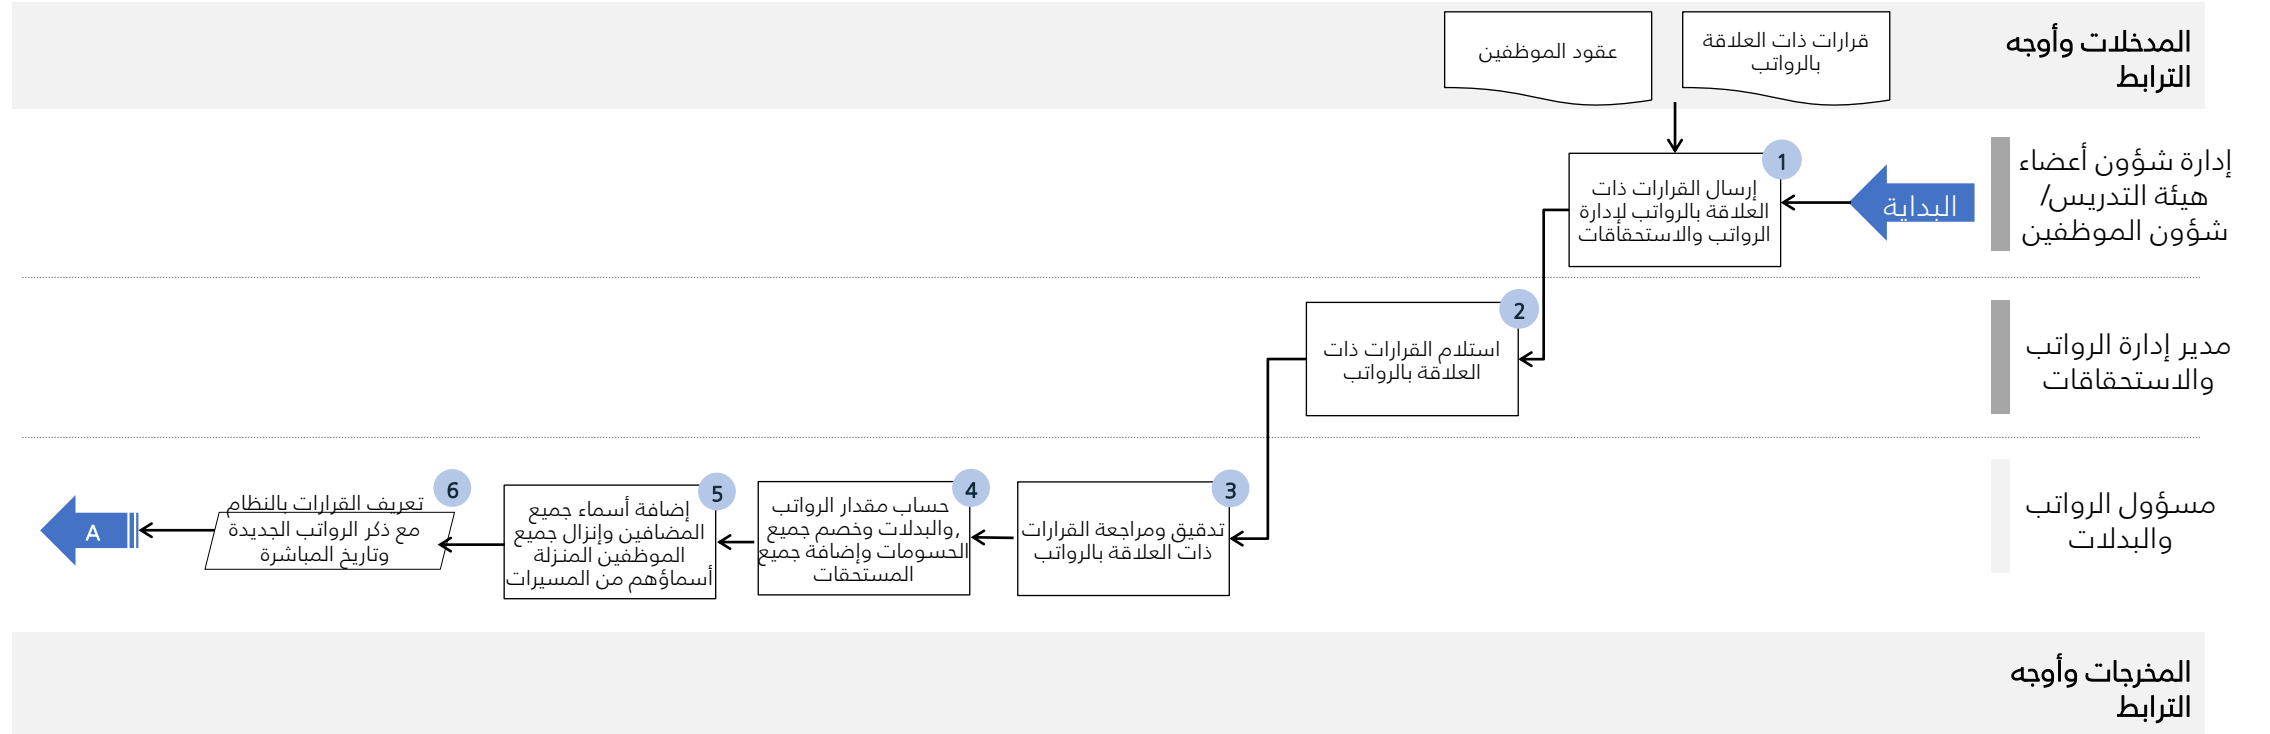 المدخلات وأوجه
الترابط
قرارات ذات العلاقة
بالرواتب
عقود الموظفين
إدارة شؤون أعضاء
هيئة التدريس/
شؤون الموظفين
البداية
1
إرسال القرارات ذات
العلاقة بالرواتب لإدارة
الرواتب والاستحقاقات
مدير إدارة الرواتب
والاستحقاقات
2
استلام القرارات ذات
العلاقة بالرواتب
مسؤول الرواتب
والبدلات
3
تدقيق ومراجعة القرارات
ذات العلاقة بالرواتب
4
حساب مقدار الرواتب
والبدلات وخصم جميع,
الحسومات وإضافة جميع
المستحقات
5
إضافة أسماء جميع
المضافين وإنزال جميع
الموظفين المنزلة
أسماؤهم من المسيرات
6
تعريف القرارات بالنظام
مع ذكر الرواتب الجديدة
وتاريخ المباشرة
A
المخرجات وأوجه
الترابط